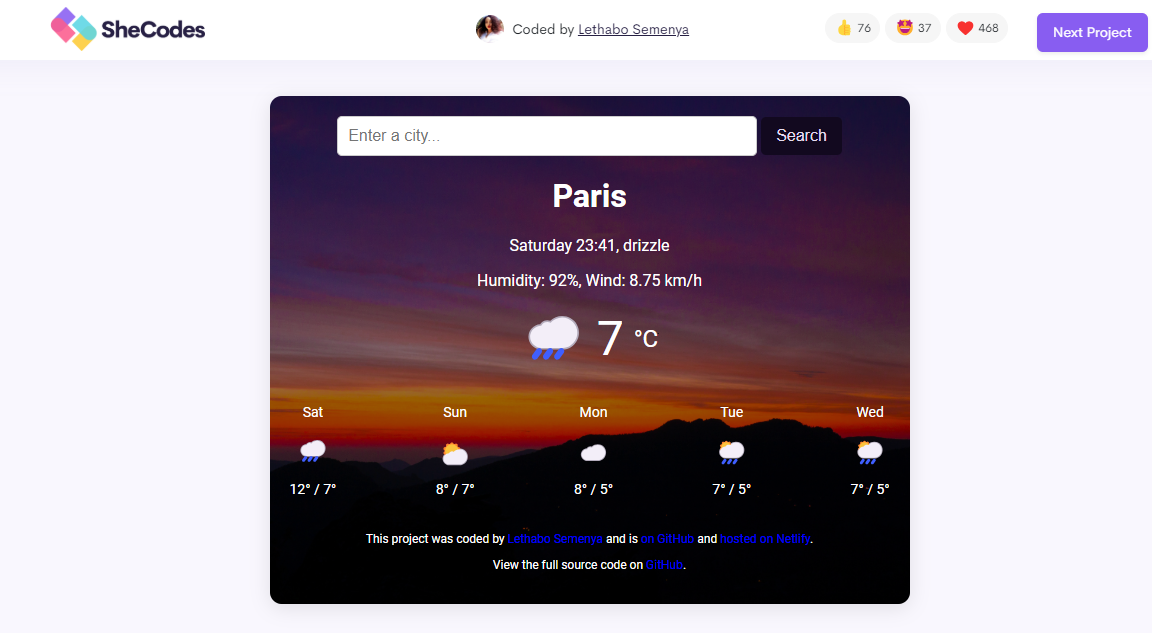 SheCodes
Coded by Lethabo Semenya
👍 76
🤩 37
❤️ 468
Next Project
Enter a city...
Search
Paris
Saturday 23:41, drizzle
Humidity: 92%, Wind: 8.75 km/h
7 °C
Sat Sun Mon Tue Wed
12° / 7° 8° / 7° 8° / 5° 7° / 5° 7° / 5°
This project was coded by Lethabo Semenya and is on GitHub and hosted on Netlify.
View the full source code on GitHub.